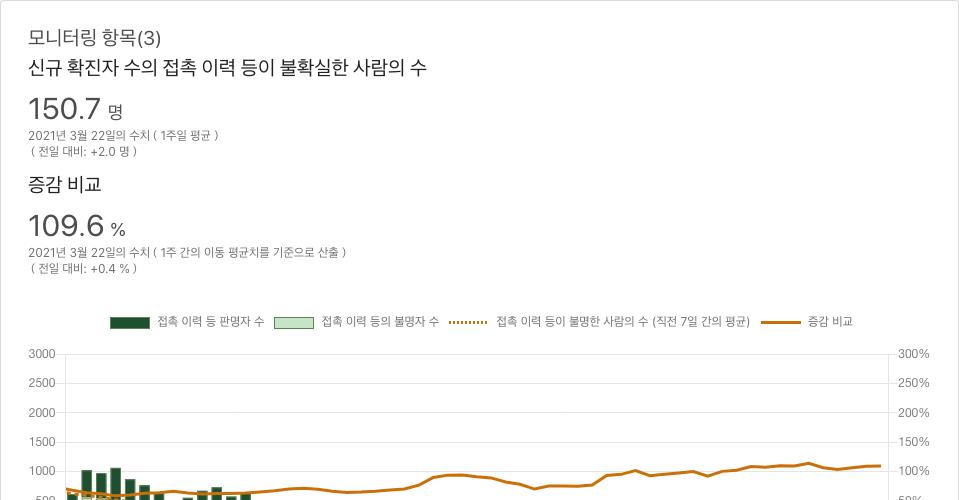 모니터링 항목(3)
신규 확진자 수의 접촉 이력 등이 불확실한 사람의 수
150.7 명
2021년 3월 22일의 수치 ( 1주일 평균 )
( 전일 대비: +2.0 명 )
증감 비교
109.6 %
2021년 3월 22일의 수치 ( 1주 간의 이동 평균치를 기준으로 산출 )
( 전일 대비: +0.4 % )
접촉 이력 등 판명자 수 접촉 이력 등의 불명자 수 접촉 이력 등이 불명한 사람의 수 (직전 7일 간의 평균) 증감 비교
3000 300%
2500 250%
2000 200%
1500 150%
1000 100%
500 50%